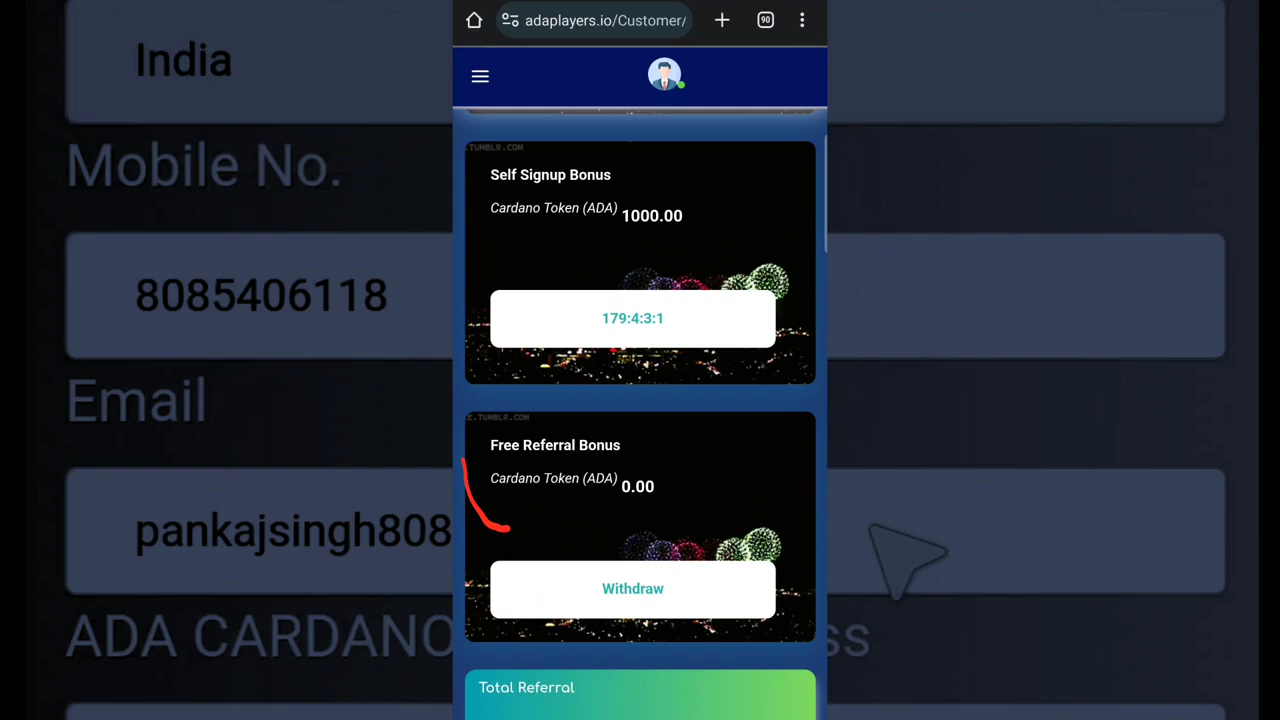 India
Mobile No.
8085406118
Email
pankajsingh808
ADA CARDANO
ss
adaplayers.io/Customer/
90
E.TUMBLR.COM
Self Signup Bonus
Cardano Token (ADA) 1000.00
179:4:3:1
E.TUMBLR.COM
Free Referral Bonus
Cardano Token (ADA) 0.00
Withdraw
Total Referral